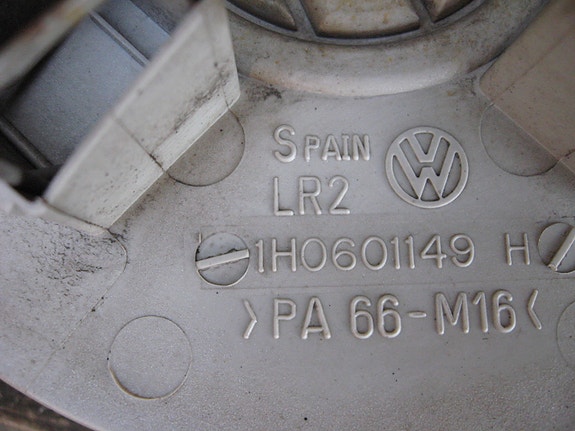 SPAIN
LR2
1H0601149 H
>PA 66-M16<